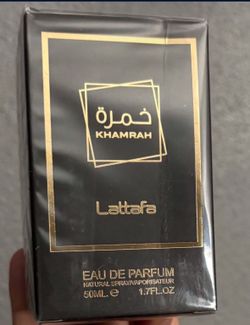 خمرة
KHAMRAH
Lattafa
EAU DE PARFUM
NATURAL SPRAY/VAPORISATEUR
50ML. ℮ 1.7FL.OZ